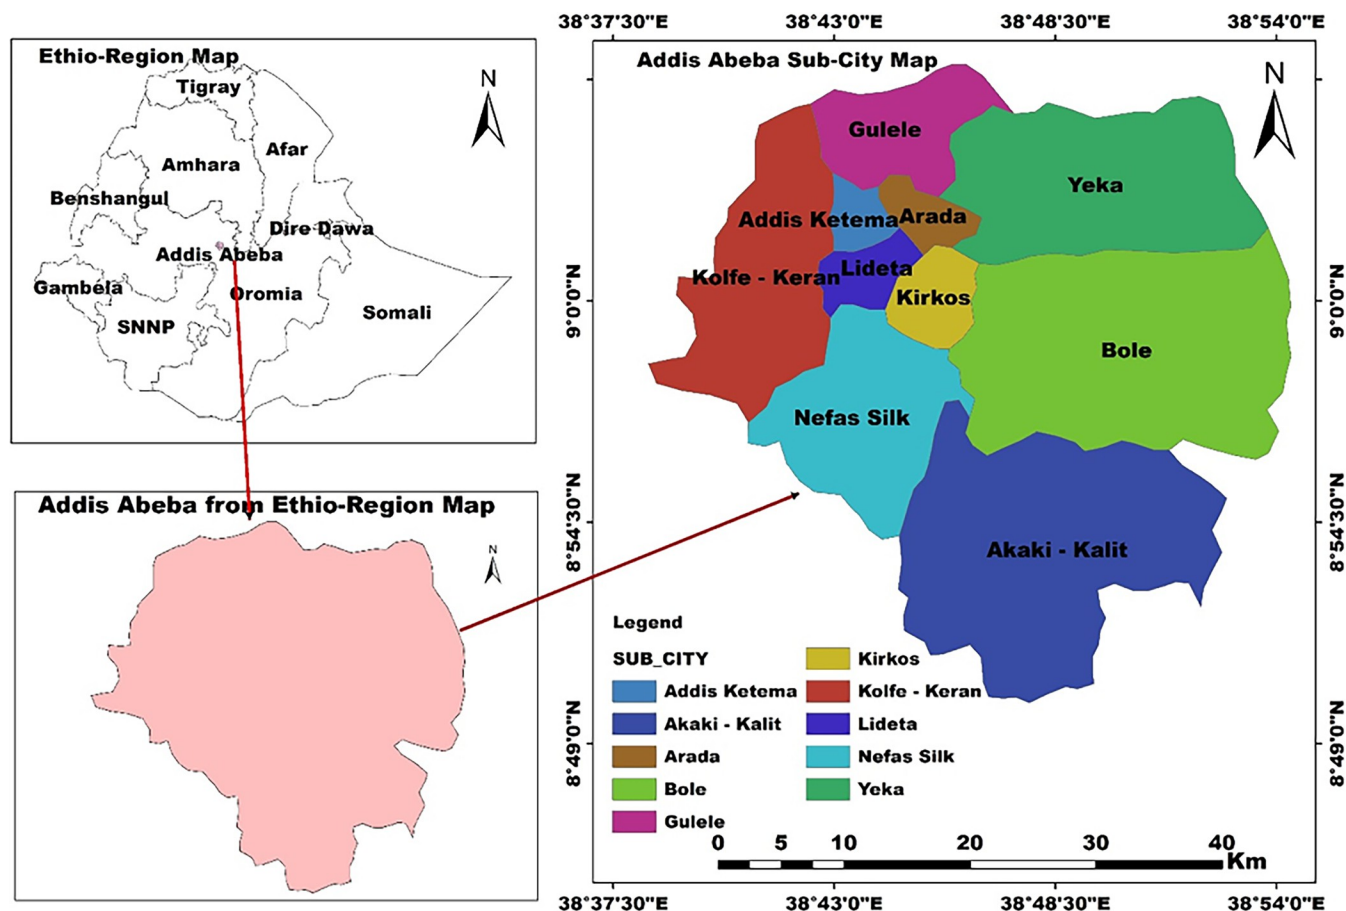 Ethio-Region Map
N
Tigray
Afar
Amhara
Benshangul
Dire Dawa
Addis Abeba
Gambela
Oromia
SNNP
Somali
Addis Abeba from Ethio-Region Map
N
38°37'30"E
38°43'0"E
38°48'30"E
38°54'0"E
Addis Abeba Sub-City Map
N
Gulele
Yeka
Addis Ketema
Arada
Lideta
Kolfe - Keran
Kirkos
Bole
Nefas Silk
Akaki - Kalit
9°0'0"N
8°54'30"N
8°49'0"N
9°0'0"N
8°54'30"N
8°49'0"N
Legend
SUB_CITY
Addis Ketema
Akaki - Kalit
Arada
Bole
Gulele
Kirkos
Kolfe - Keran
Lideta
Nefas Silk
Yeka
0 5 10 20 30 40
Km
38°37'30"E
38°43'0"E
38°48'30"E
38°54'0"E